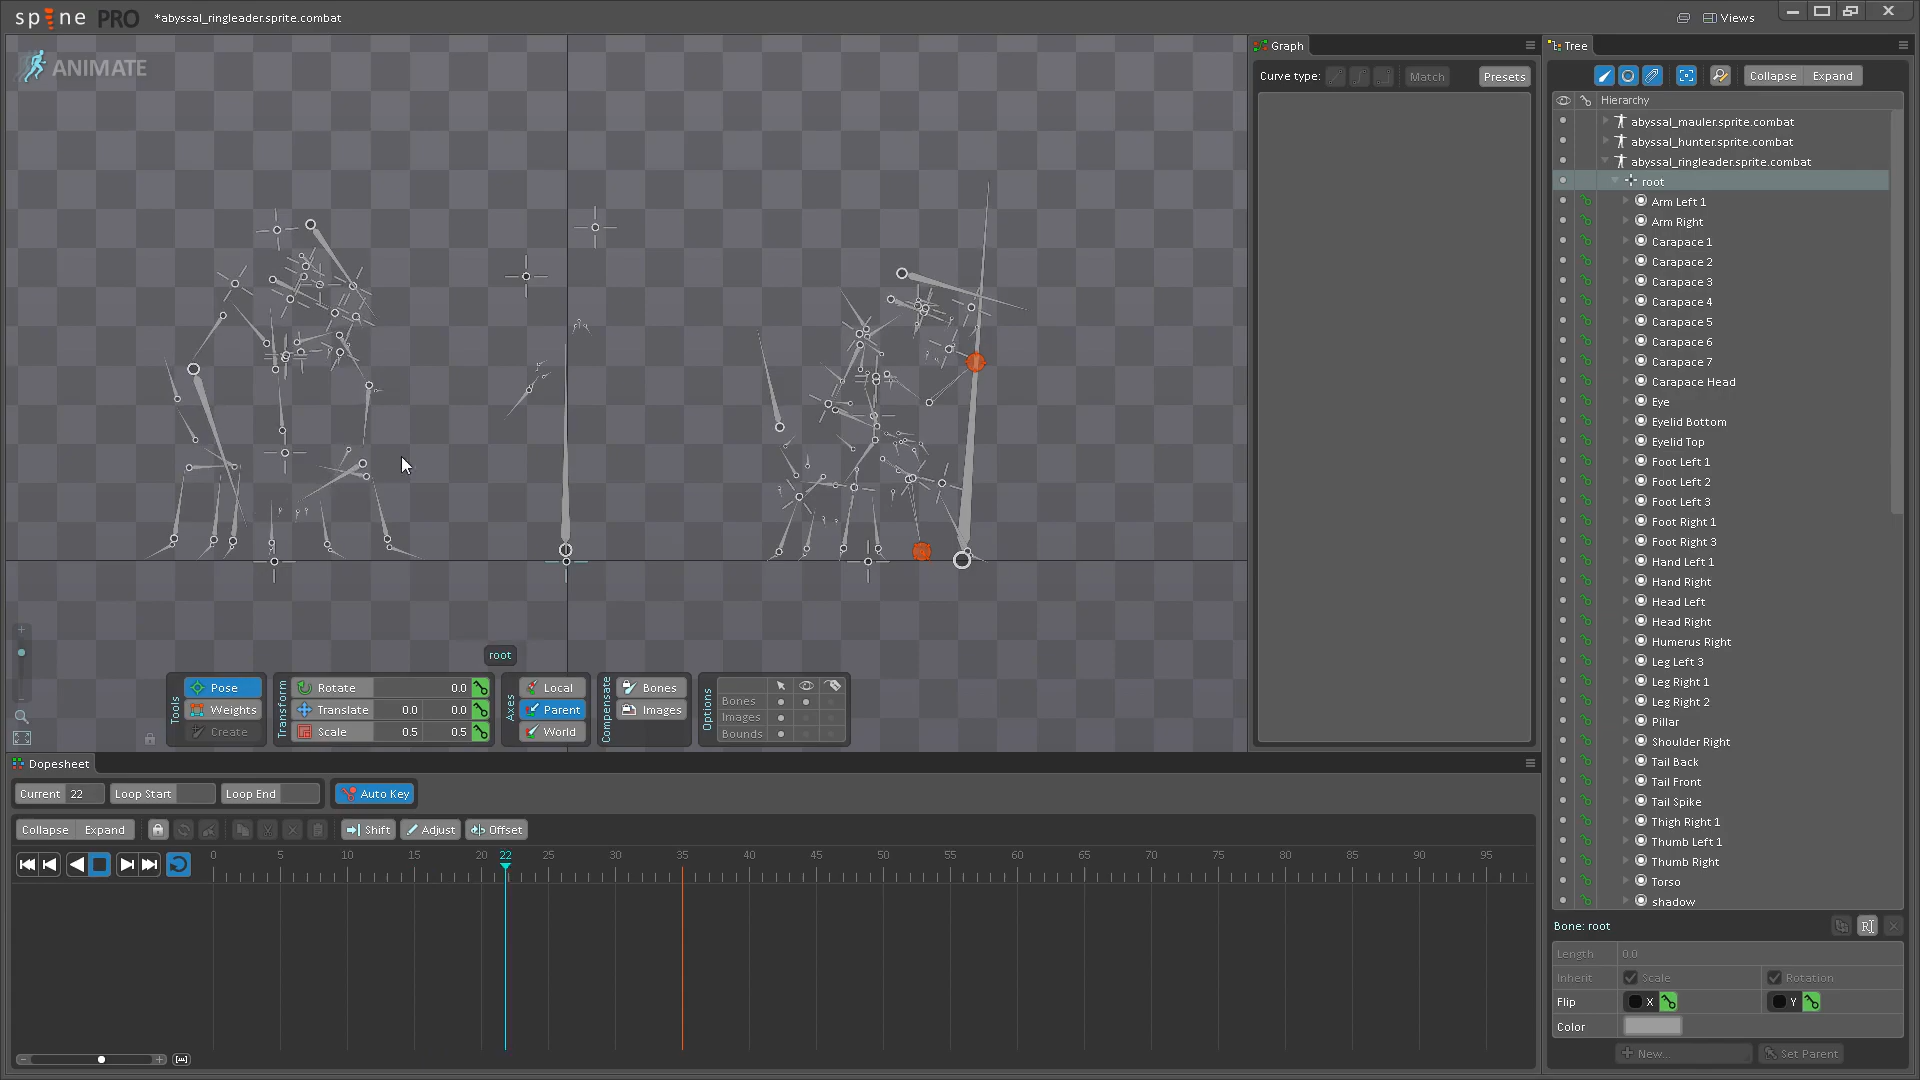 spine PRO
*abyssal_ringleader.sprite.combat
Views
ANIMATE
Graph
Curve type:
Match
Presets
Tree
Collapse
Expand
Hierarchy
abyssal_mauler.sprite.combat
abyssal_hunter.sprite.combat
abyssal_ringleader.sprite.combat
root
Arm Left 1
Arm Right
Carapace 1
Carapace 2
Carapace 3
Carapace 4
Carapace 5
Carapace 6
Carapace 7
Carapace Head
Eye
Eyelid Bottom
Eyelid Top
Foot Left 1
Foot Left 2
Foot Left 3
Foot Right 1
Foot Right 3
Hand Left 1
Hand Right
Head Left
Head Right
Humerus Right
Leg Left 3
Leg Right 1
Leg Right 2
Pillar
Shoulder Right
Tail Back
Tail Front
Tail Spike
Thigh Right 1
Thumb Left 1
Thumb Right
Torso
shadow
Bone: root
Length 0.0
Inherit Scale Rotation
Flip X Y
Color
New... Set Parent
root
Tools
Pose
Weights
Create
Transform
Rotate 0.0
Translate 0.0 0.0
Scale 0.5 0.5
Axes
Local
Parent
World
Compensate
Bones
Images
Options
Bones
Images
Bounds
Dopesheet
Current 22
Loop Start
Loop End
Auto Key
Collapse
Expand
Shift
Adjust
Offset
0 5 10 15 20 22 25 30 35 40 45 50 55 60 65 70 75 80 85 90 95